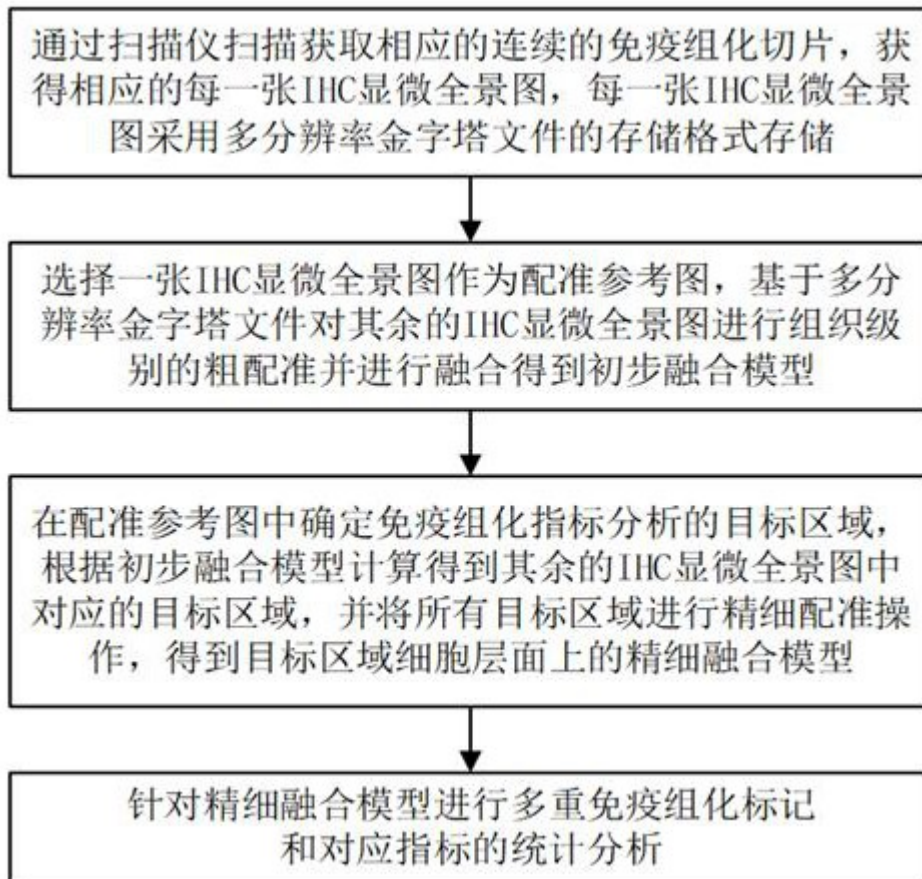 通过扫描仪扫描获取相应的连续的免疫组化切片，获
得相应的每一张IHC显微全景图，每一张IHC显微全景
图采用多分辨率金字塔文件的存储格式存储
选择一张IHC显微全景图作为配准参考图，基于多分
辨率金字塔文件对其余的IHC显微全景图进行组织级
别的粗配准并进行融合得到初步融合模型
在配准参考图中确定免疫组化指标分析的目标区域，
根据初步融合模型计算得到其余的IHC显微全景图中
对应的目标区域，并将所有目标区域进行精细配准操
作，得到目标区域细胞层面上的精细融合模型
针对精细融合模型进行多重免疫组化标记
和对应指标的统计分析